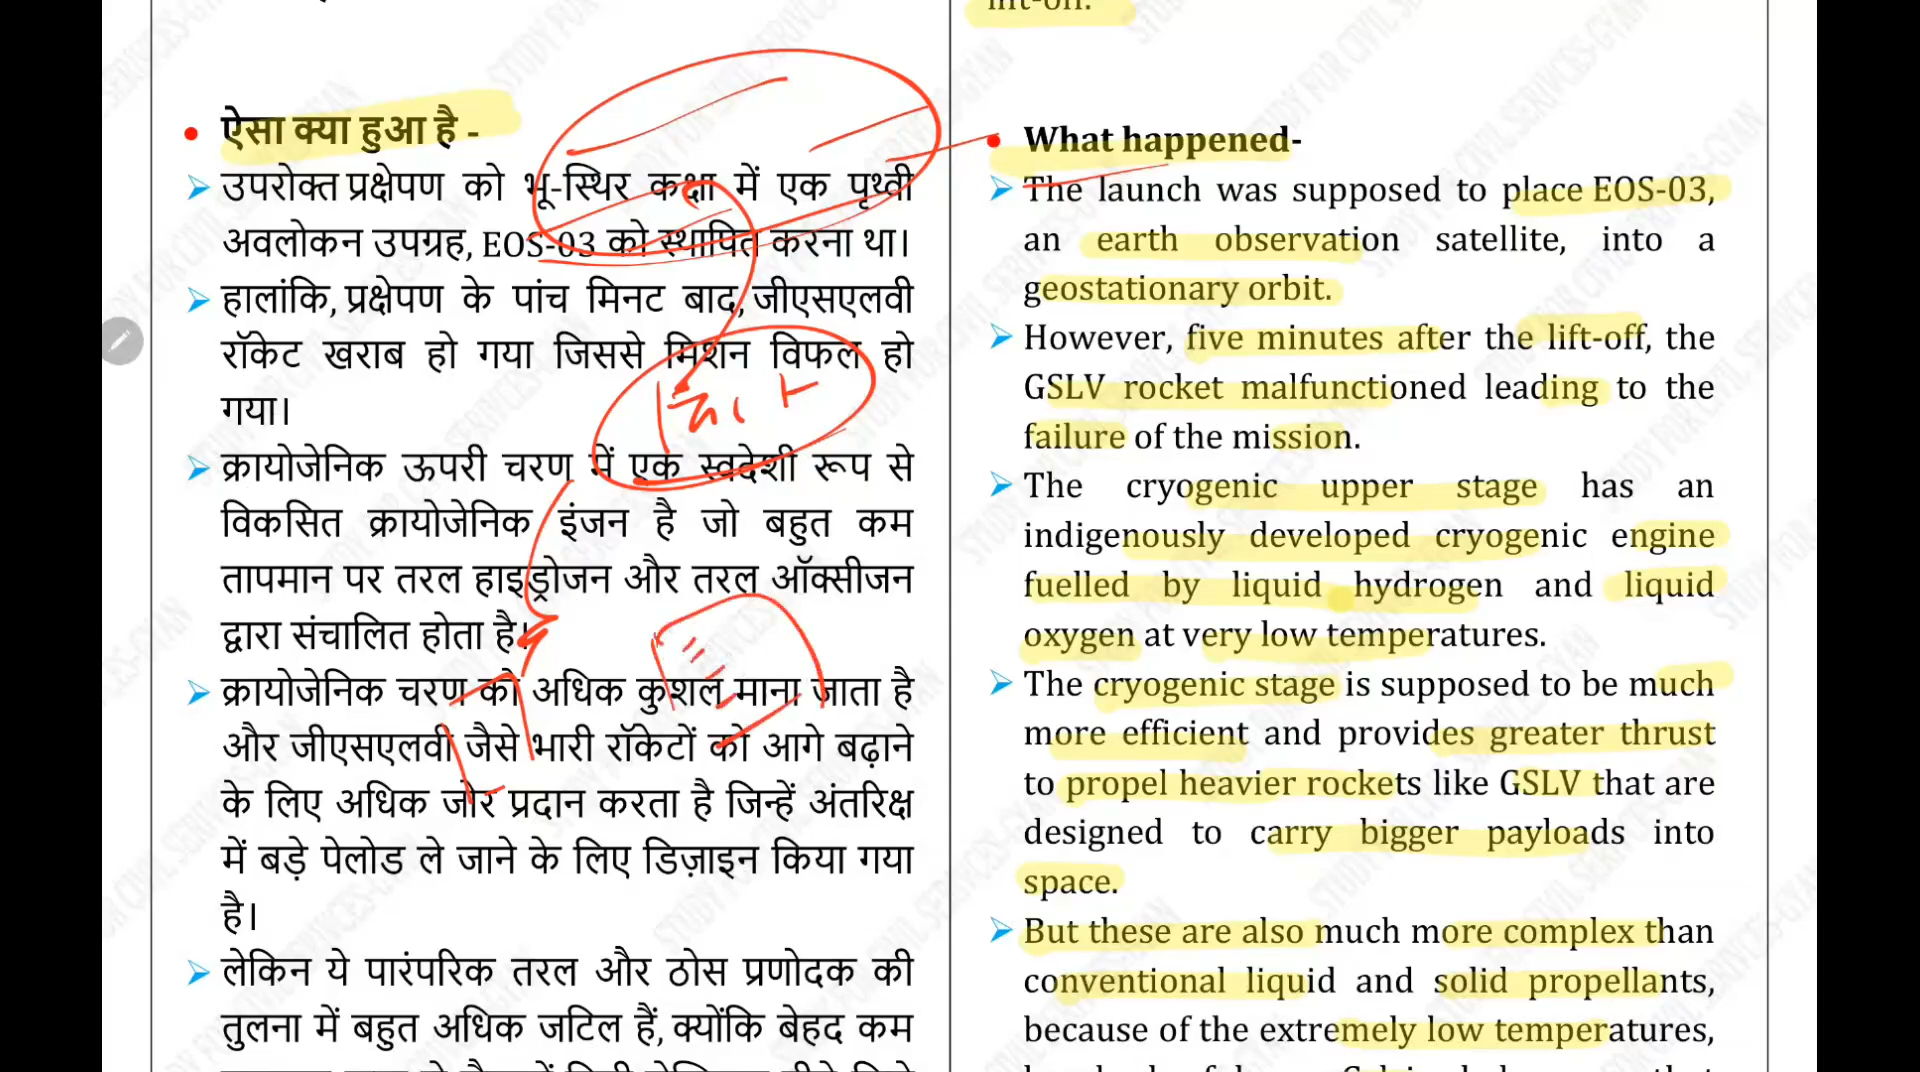 ऐसा क्या हुआ है -
उपरोक्त प्रक्षेपण को भू-स्थिर कक्षा में एक पृथ्वी
अवलोकन उपग्रह, EOS-03 को स्थापित करना था।
हालांकि, प्रक्षेपण के पांच मिनट बाद, जीएसएलवी
रॉकेट खराब हो गया जिससे मिशन विफल हो
गया।
क्रायोजेनिक ऊपरी चरण में एक स्वदेशी रूप से
विकसित क्रायोजेनिक इंजन है जो बहुत कम
तापमान पर तरल हाइड्रोजन और तरल ऑक्सीजन
द्वारा संचालित होता है।
क्रायोजेनिक चरण को अधिक कुशल माना जाता है
और जीएसएलवी जैसे भारी रॉकेटों को आगे बढ़ाने
के लिए अधिक जोर प्रदान करता है जिन्हें अंतरिक्ष
में बड़े पेलोड ले जाने के लिए डिज़ाइन किया गया
है।
लेकिन ये पारंपरिक तरल और ठोस प्रणोदक की
तुलना में बहुत अधिक जटिल हैं, क्योंकि बेहद कम
lift-off.
What happened-
The launch was supposed to place EOS-03,
an earth observation satellite, into a
geostationary orbit.
However, five minutes after the lift-off, the
GSLV rocket malfunctioned leading to the
failure of the mission.
The cryogenic upper stage has an
indigenously developed cryogenic engine
fuelled by liquid hydrogen and liquid
oxygen at very low temperatures.
The cryogenic stage is supposed to be much
more efficient and provides greater thrust
to propel heavier rockets like GSLV that are
designed to carry bigger payloads into
space.
But these are also much more complex than
conventional liquid and solid propellants,
because of the extremely low temperatures,